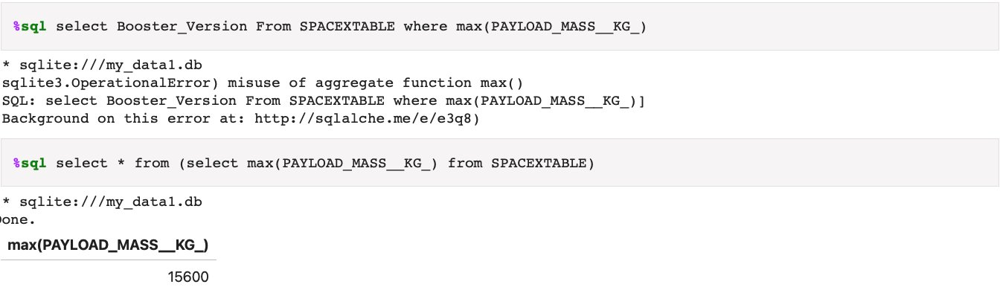 %sql select Booster_Version From SPACEXTABLE where max(PAYLOAD_MASS__KG_)
* sqlite:///my_data1.db
sqlite3.OperationalError) misuse of aggregate function max()
SQL: select Booster_Version From SPACEXTABLE where max(PAYLOAD_MASS__KG_)]
Background on this error at: http://sqlalche.me/e/e3q8)
%sql select * from (select max(PAYLOAD_MASS__KG_) from SPACEXTABLE)
* sqlite:///my_data1.db
Done.
max(PAYLOAD_MASS__KG_)
15600